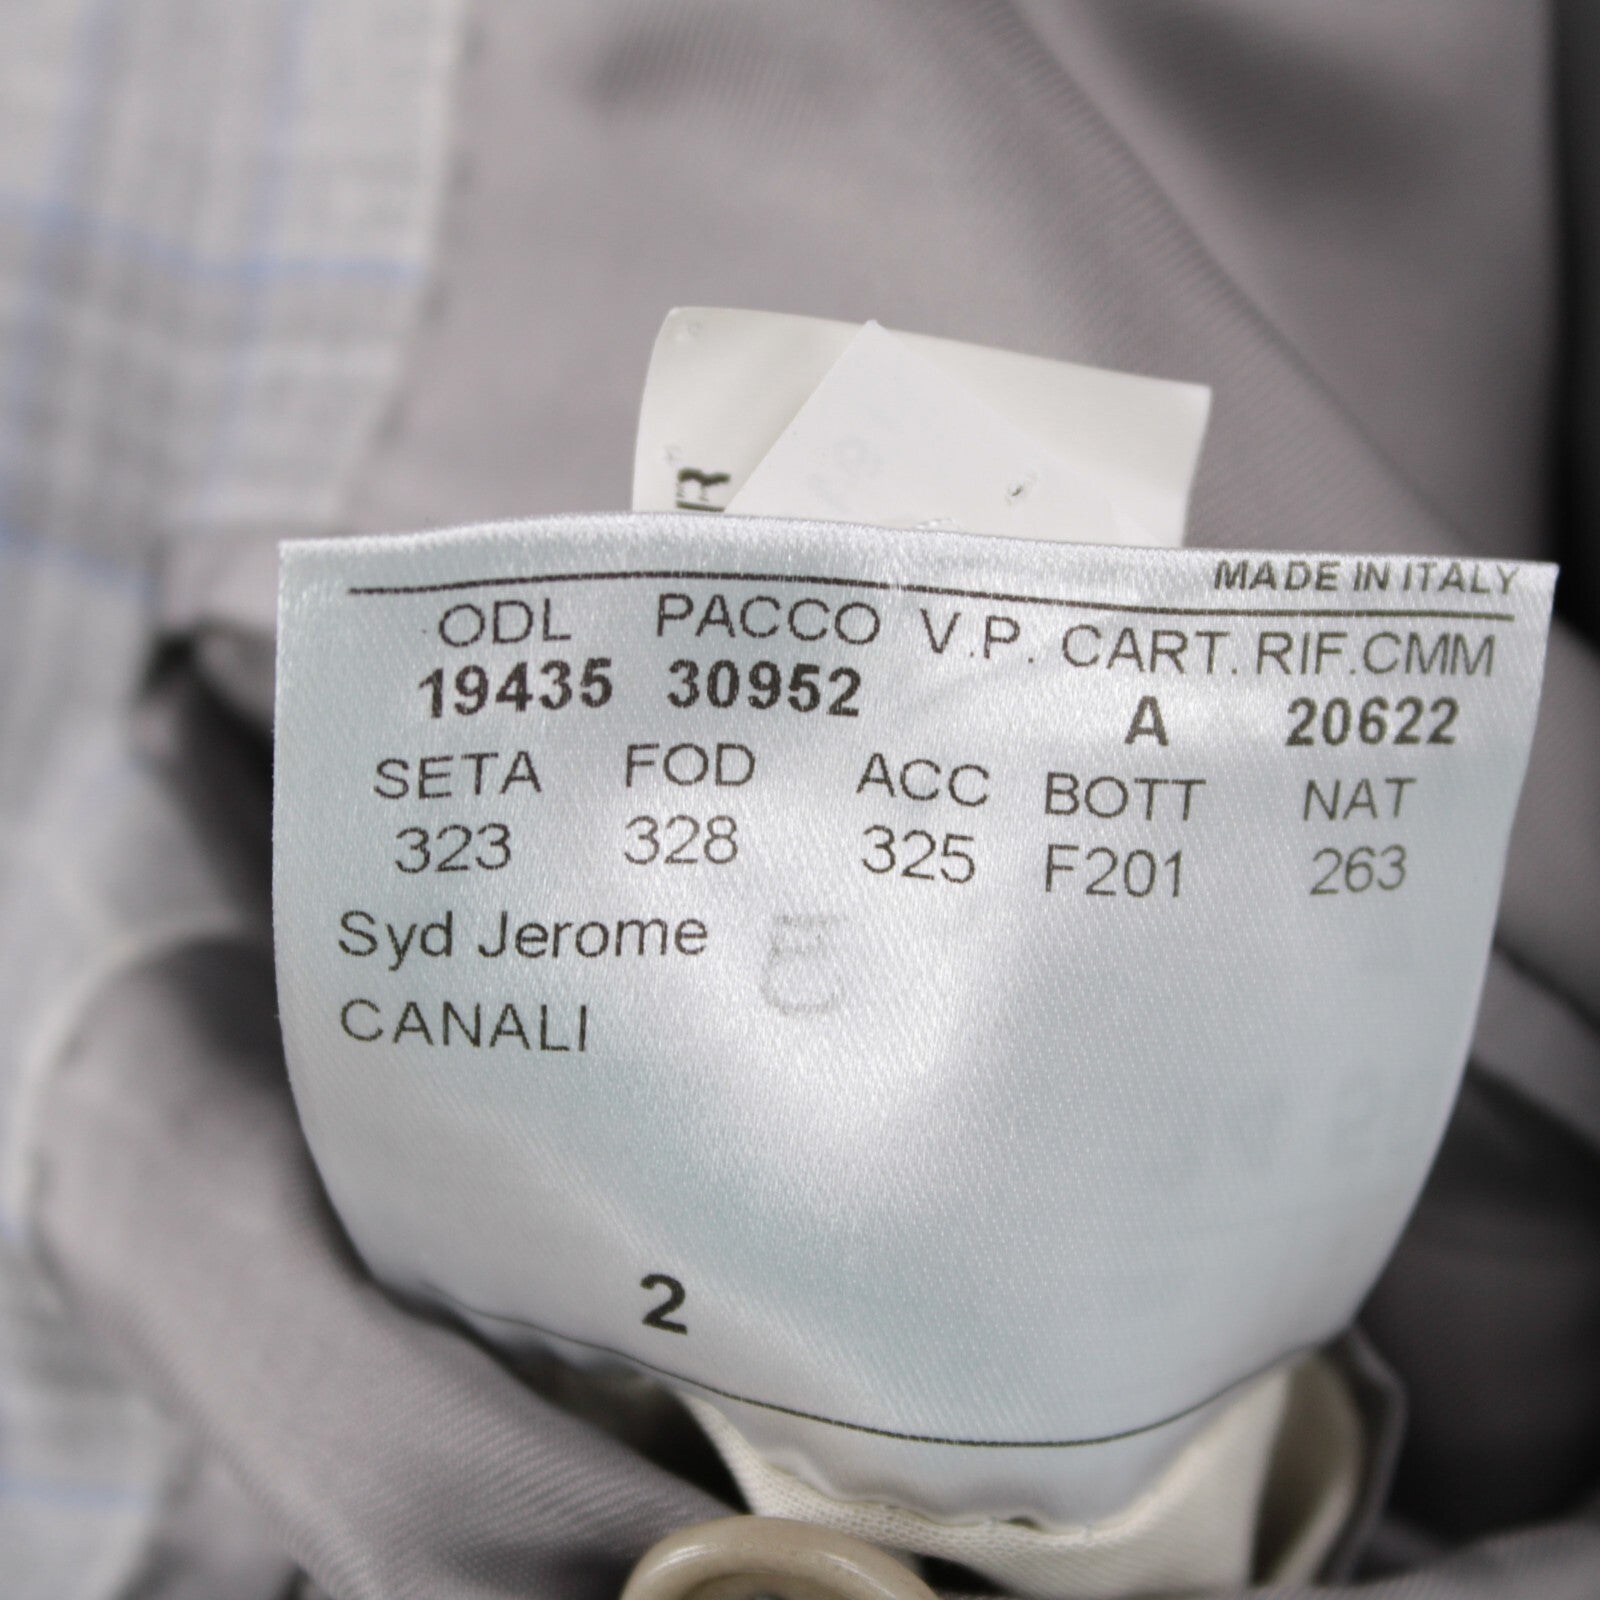 MADE IN ITALY
ODL PACCO V.P. CART. RIF.CMM
19435 30952 A 20622
SETA FOD ACC BOTT NAT
323 328 325 F201 263
Syd Jerome
CANALI
2